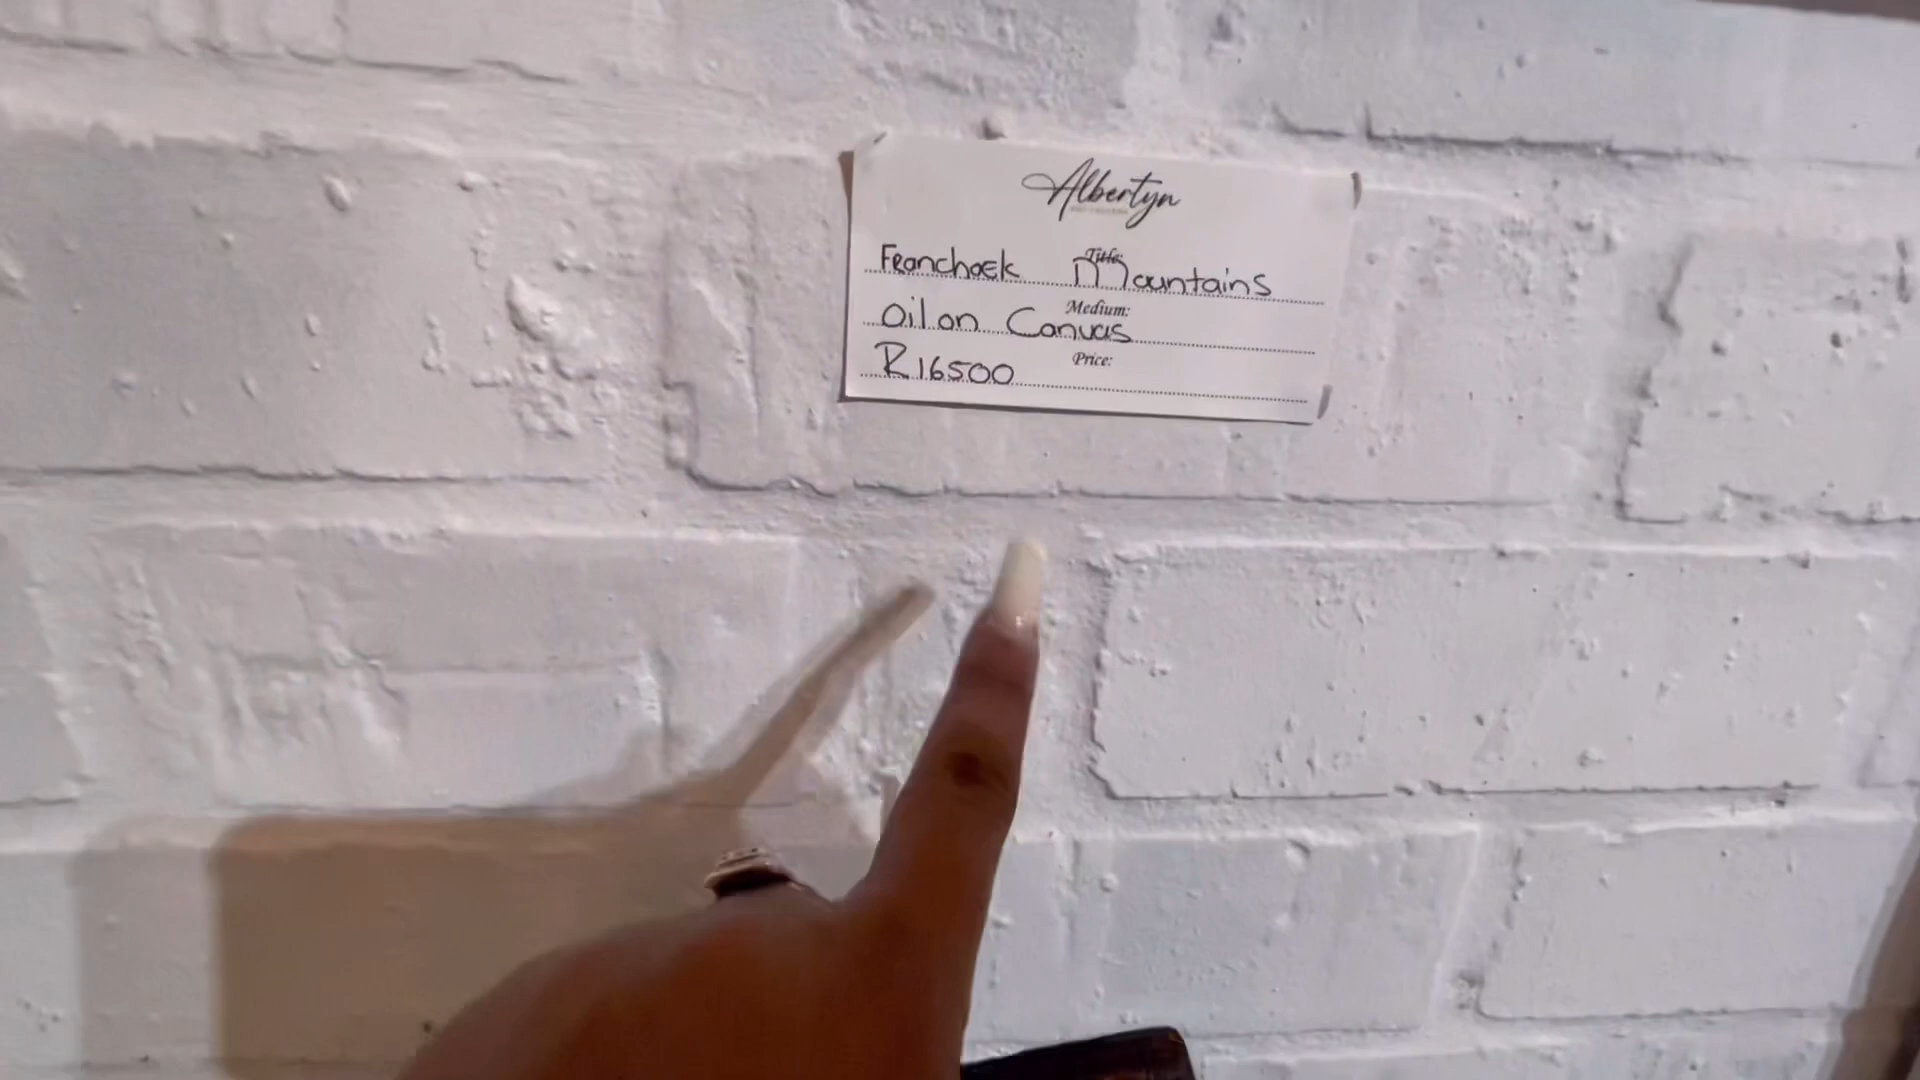 Albertyn
Title:
Franchoek Mountains
Medium:
Oil on Canvas
Price:
R16500